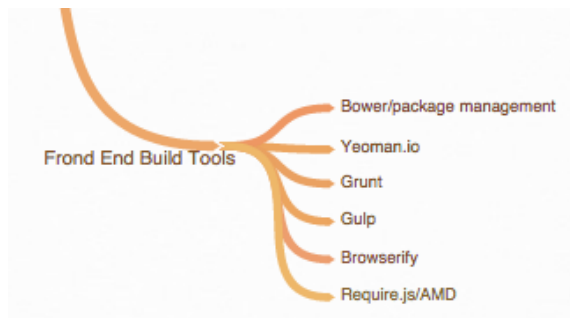 Frond End Build Tools
Bower/package management
Yeoman.io
Grunt
Gulp
Browserify
Require.js/AMD